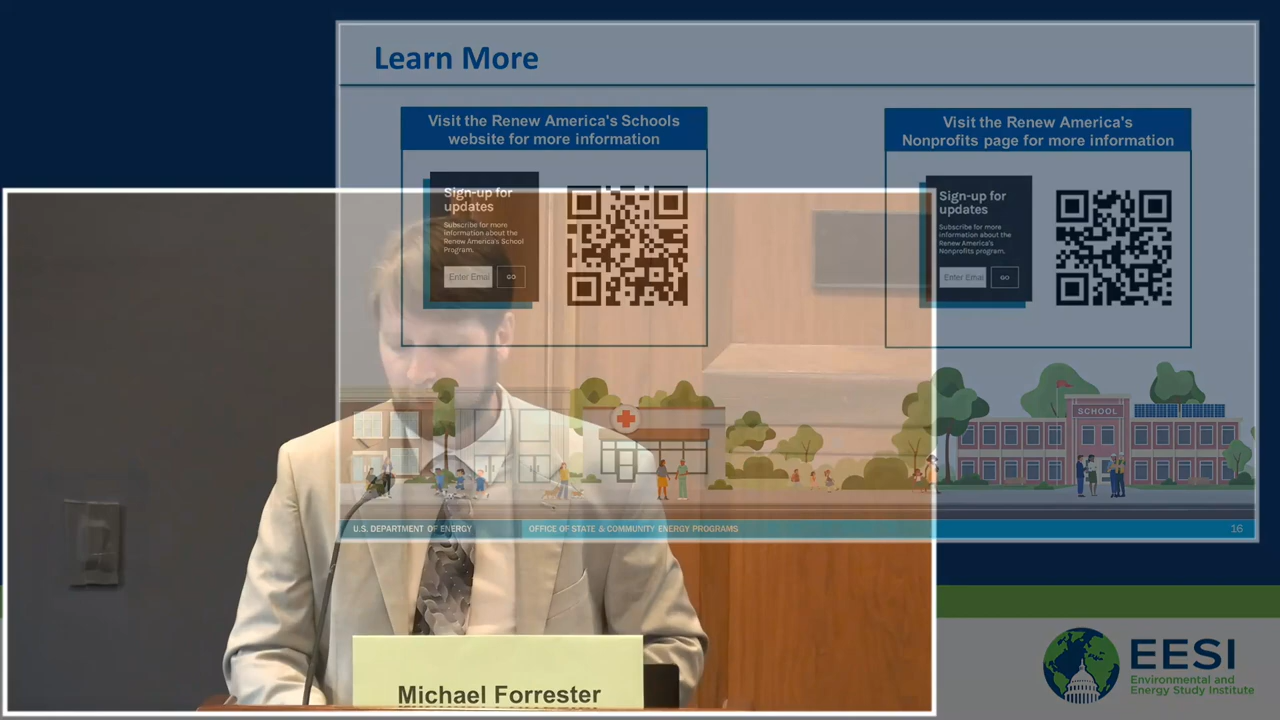 Learn More
Visit the Renew America's Schools
website for more information
Sign-up for
updates
Subscribe for more
information about the
Renew America's School
Program.
Enter Emai
GO
Visit the Renew America's
Nonprofits page for more information
Sign-up for
updates
Subscribe for more
information about the
Renew America's
Nonprofits program.
Enter Emai
GO
SCHOOL
U.S. DEPARTMENT OF ENERGY
OFFICE OF STATE & COMMUNITY ENERGY PROGRAMS
16
Michael Forrester
EESI
Environmental and
Energy Study Institute